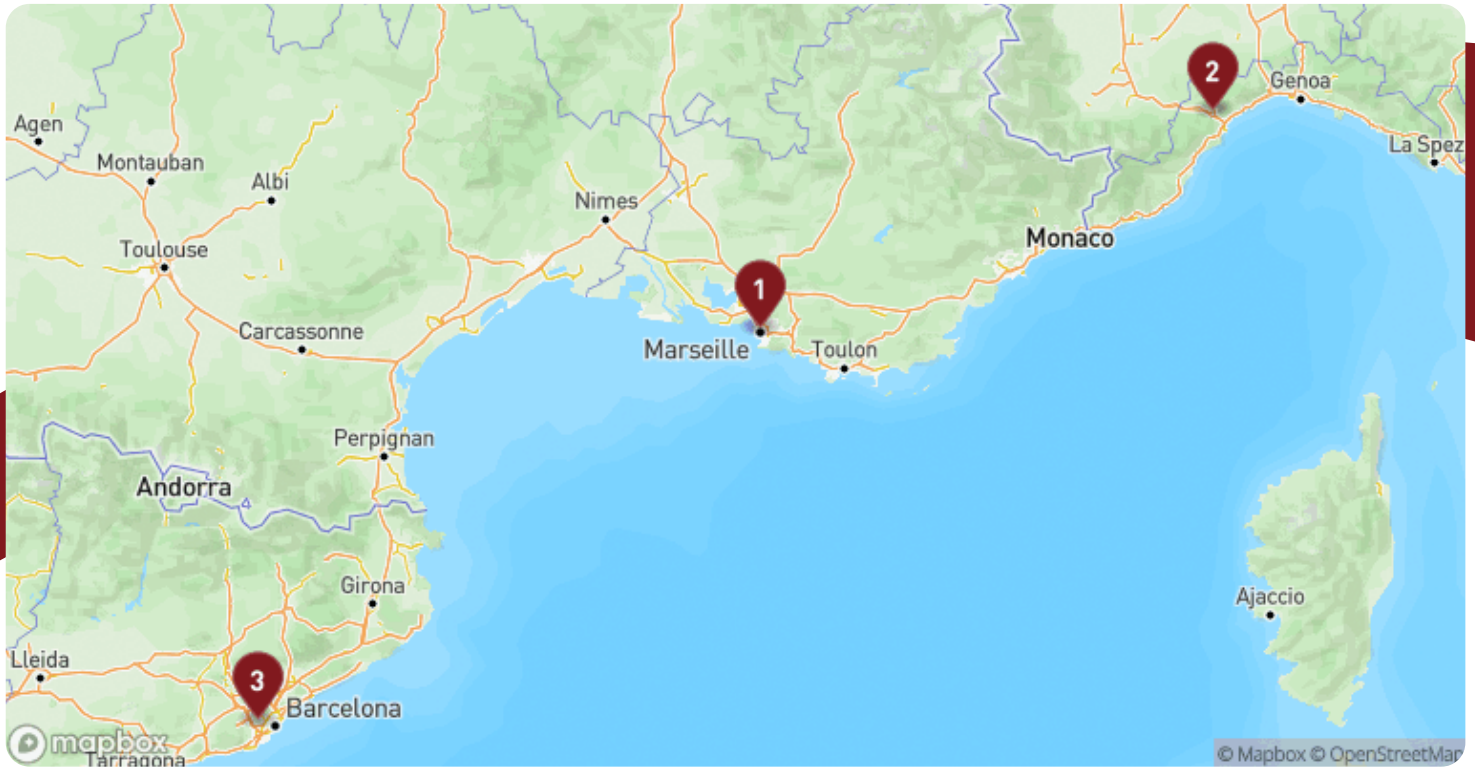 2
Genoa
Agen
La Spez
Montauban
Albi
Nimes
Toulouse
Monaco
1
Carcassonne
Marseille
Toulon
Perpignan
Andorra
Girona
Ajaccio
Lleida
3
Barcelona
mapbox
Tarragona
© Mapbox © OpenStreetMap